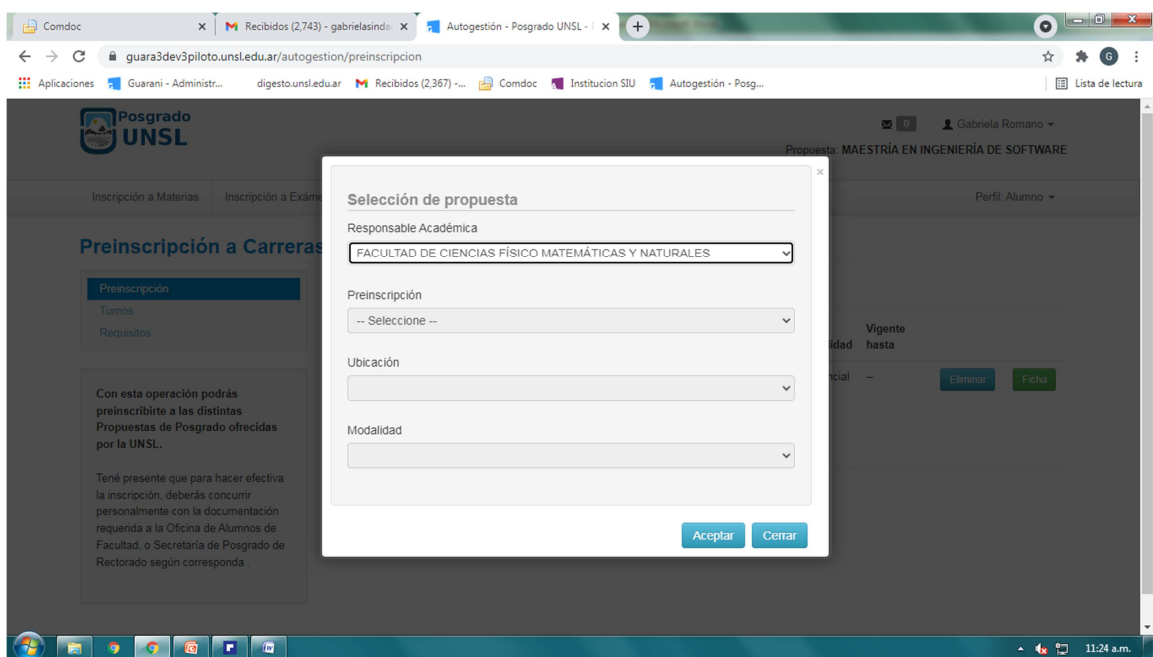 Comdoc
Recibidos (2,743) - gabrielasinda
Autogestión - Posgrado UNSL -
guara3dev3piloto.unsl.edu.ar/autogestion/preinscripcion
G
Aplicaciones Guarani - Administr... digesto.unsl.edu.ar Recibidos (2,367) -... Comdoc Institucion SIU Autogestión - Posg... Lista de lectura
Posgrado
UNSL
0 Gabriela Romano
Propuesta: MAESTRÍA EN INGENIERÍA DE SOFTWARE
Inscripción a Materias Inscripción a Exáme Perfil: Alumno
Preinscripción a Carreras
Preinscripción
Turnos
Requisitos
Con esta operación podrás
preinscribirte a las distintas
Propuestas de Posgrado ofrecidas
por la UNSL.
Tené presente que para hacer efectiva
la inscripción, deberás concurrir
personalmente con la documentación
requerida a la Oficina de Alumnos de
Facultad, o Secretaría de Posgrado de
Rectorado según corresponda .
Selección de propuesta
Responsable Académica
FACULTAD DE CIENCIAS FÍSICO MATEMÁTICAS Y NATURALES
Preinscripción
-- Seleccione --
Ubicación
Modalidad
Aceptar Cerrar
Vigente
idad hasta
ncial -- Eliminar Ficha
11:24 a.m.